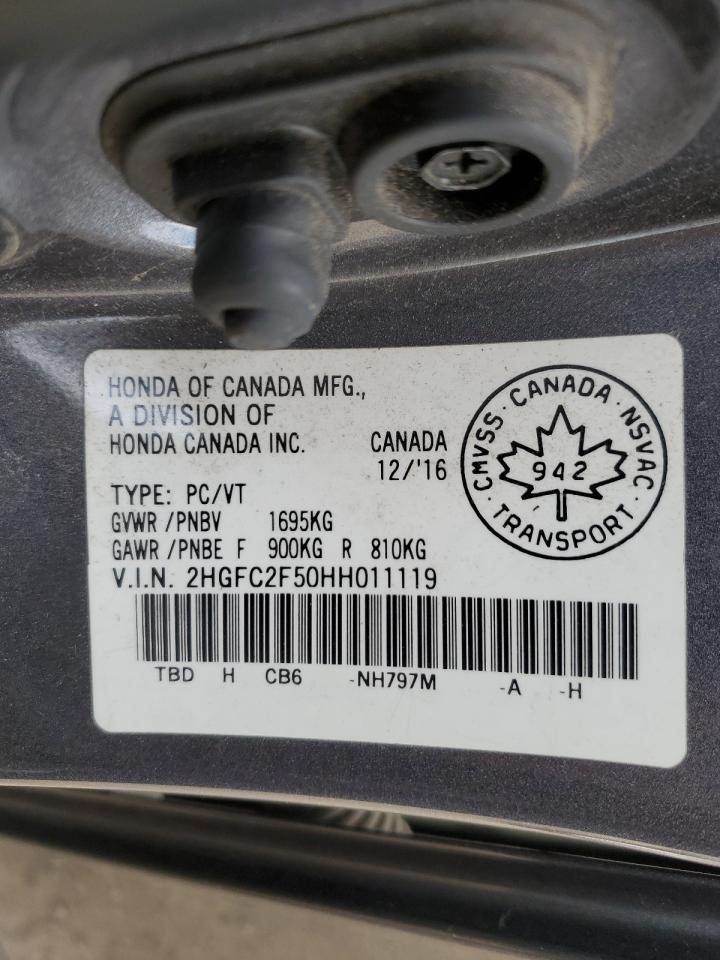 HONDA OF CANADA MFG.,
A DIVISION OF
HONDA CANADA INC.
CANADA
12/'16
TYPE: PC/VT
GVWR /PNBV 1695KG
GAWR /PNBE F 900KG R 810KG
V.I.N. 2HGFC2F50HH011119
TBD H CB6 -NH797M -A -H
CMVSS · CANADA · NSVAC · TRANSPORT ·
942